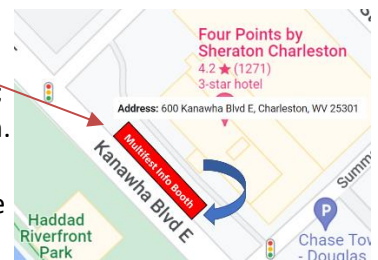 Four Points by
Sheraton Charleston
4.2 ★ (1271)
3-star hotel
Address: 600 Kanawha Blvd E, Charleston, WV 25301
Multifest Info Booth
Kanawha Blvd E
Haddad
Riverfront
Park
P
Chase Tow
- Douglas
Summ